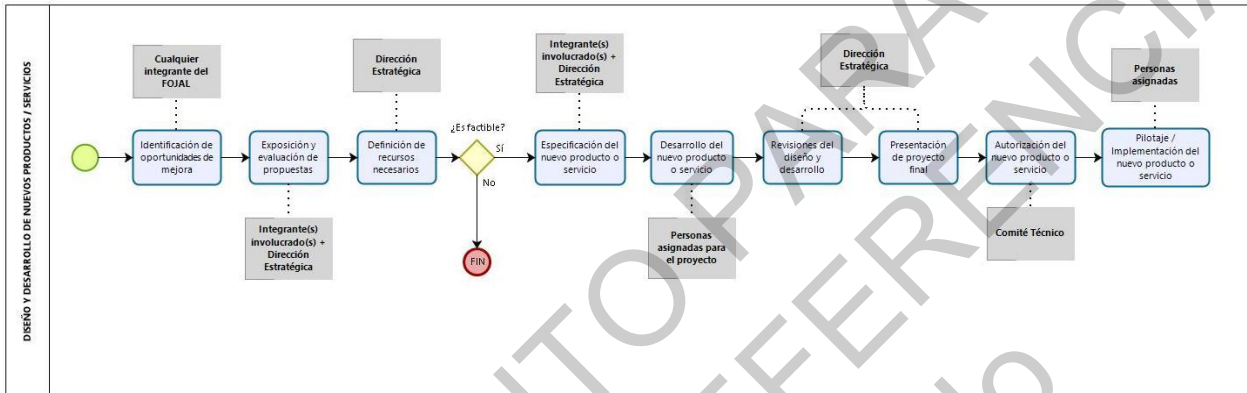 DISEÑO Y DESARROLLO DE NUEVOS PRODUCTOS / SERVICIOS
Cualquier
integrante del
FOJAL
Identificación de
oportunidades de
mejora
Exposición y
evaluación de
propuestas
Integrante(s)
involucrado(s) +
Dirección
Estratégica
Dirección
Estratégica
Definición de
recursos
necesarios
¿Es factible?
Sí
No
FIN
Integrante(s)
involucrado(s) +
Dirección
Estratégica
Especificación del
nuevo producto o
servicio
Desarrollo del
nuevo producto
o servicio
Personas
asignadas para
el proyecto
Dirección
Estratégica
Revisiones del
diseño y
desarrollo
Presentación
de proyecto
final
Autorización del
nuevo producto o
servicio
Comité Técnico
Personas
asignadas
Pilotaje /
Implementación del
nuevo producto o
servicio
NTO PARA
EFERENCIA